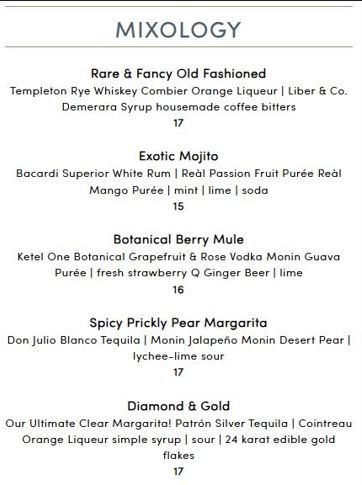 MIXOLOGY
Rare & Fancy Old Fashioned
Templeton Rye Whiskey Combier Orange Liqueur | Liber & Co.
Demerara Syrup housemade coffee bitters
17
Exotic Mojito
Bacardi Superior White Rum | Reàl Passion Fruit Purée Reàl
Mango Purée | mint | lime | soda
15
Botanical Berry Mule
Ketel One Botanical Grapefruit & Rose Vodka Monin Guava
Purée | fresh strawberry Q Ginger Beer | lime
16
Spicy Prickly Pear Margarita
Don Julio Blanco Tequila | Monin Jalapeño Monin Desert Pear |
lychee-lime sour
17
Diamond & Gold
Our Ultimate Clear Margarita! Patrón Silver Tequila | Cointreau
Orange Liqueur simple syrup | sour | 24 karat edible gold
flakes
17